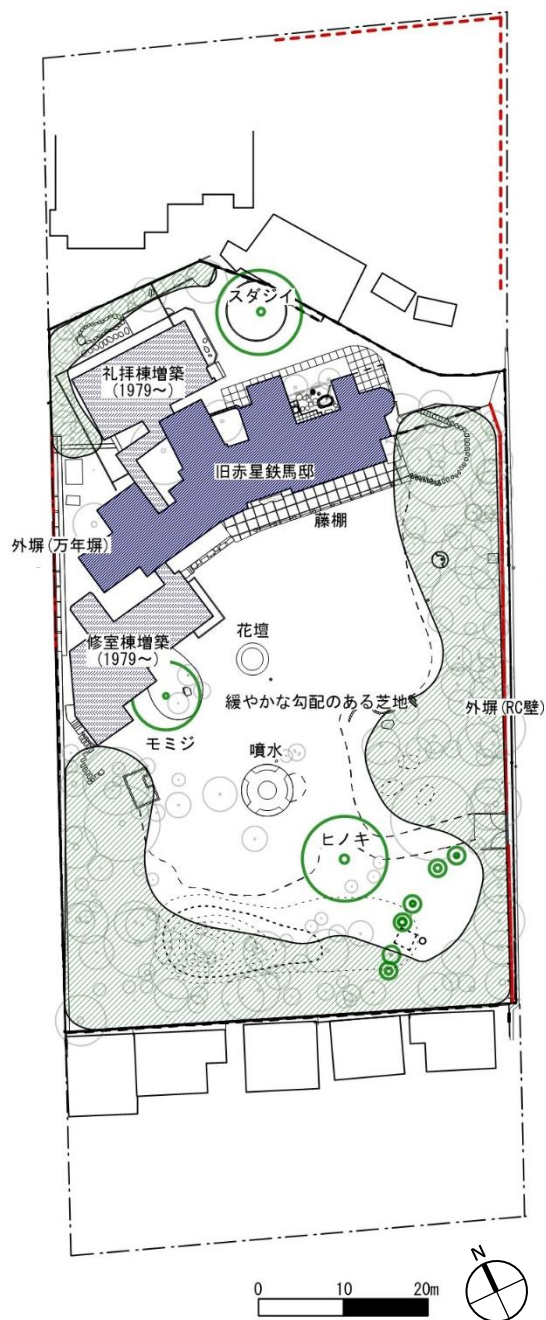 スダジイ
礼拝棟増築
(1979～)
旧赤星鉄馬邸
藤棚
外塀(万年塀)
修室棟増築
(1979～)
花壇
緩やかな勾配のある芝地
外塀(RC壁)
モミジ
噴水
ヒノキ
N
0 10 20m